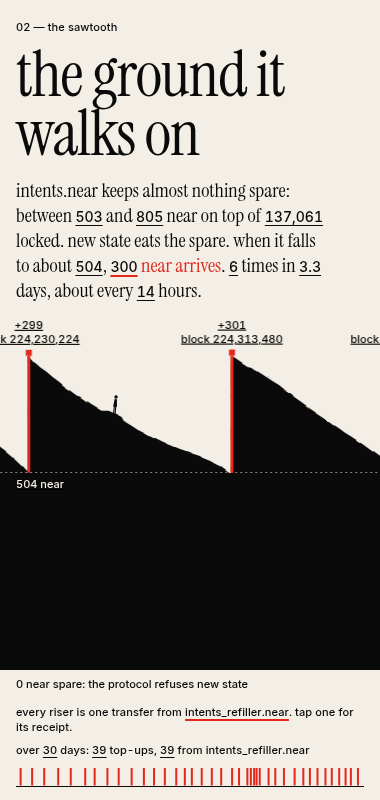 02 — the sawtooth
the ground it
walks on
intents.near keeps almost nothing spare:
between 503 and 805 near on top of 137,061
locked. new state eats the spare. when it falls
to about 504, 300 near arrives. 6 times in 3.3
days, about every 14 hours.
+299
k 224,230,224
+301
block 224,313,480
block
504 near
0 near spare: the protocol refuses new state
every riser is one transfer from intents_refiller.near. tap one for
its receipt.
over 30 days: 39 top-ups, 39 from intents_refiller.near